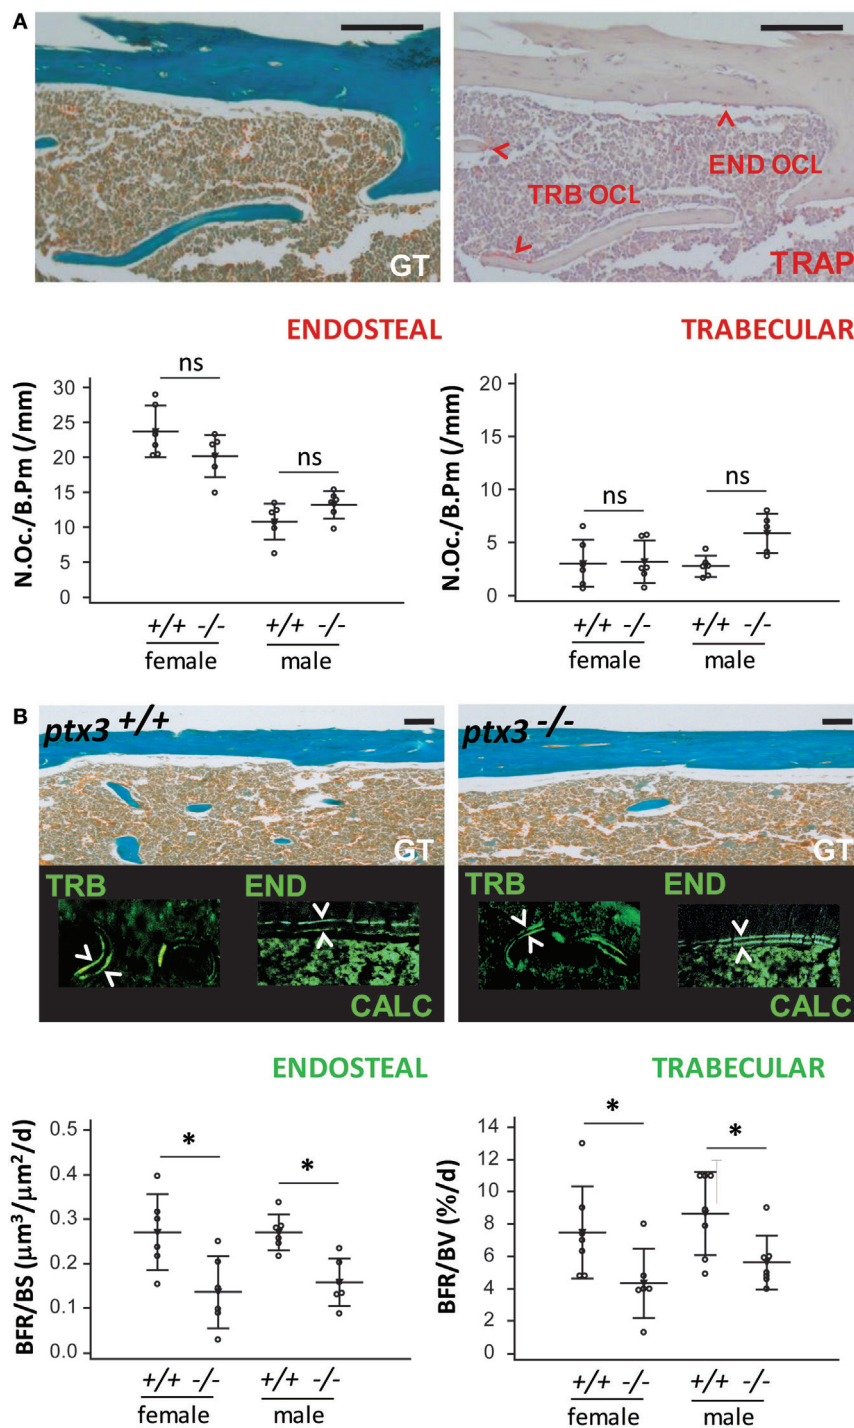 A
GT
END OCL
TRB OCL
TRAP
ENDOSTEAL
TRABECULAR
N.Oc./B.Pm (/mm)
30
25
20
15
10
5
0
ns
ns
+/+ -/- +/+ -/-
female male
N.Oc./B.Pm (/mm)
20
15
10
5
0
ns
ns
+/+ -/- +/+ -/-
female male
B
ptx3 +/+
GT
TRB END
CALC
ptx3 -/-
GT
TRB END
CALC
ENDOSTEAL
TRABECULAR
BFR/BS (µm³/µm²/d)
0.5
0.4
0.3
0.2
0.1
0.0
*
*
+/+ -/- +/+ -/-
female male
BFR/BV (%/d)
14
12
10
8
6
4
2
0
*
*
+/+ -/- +/+ -/-
female male